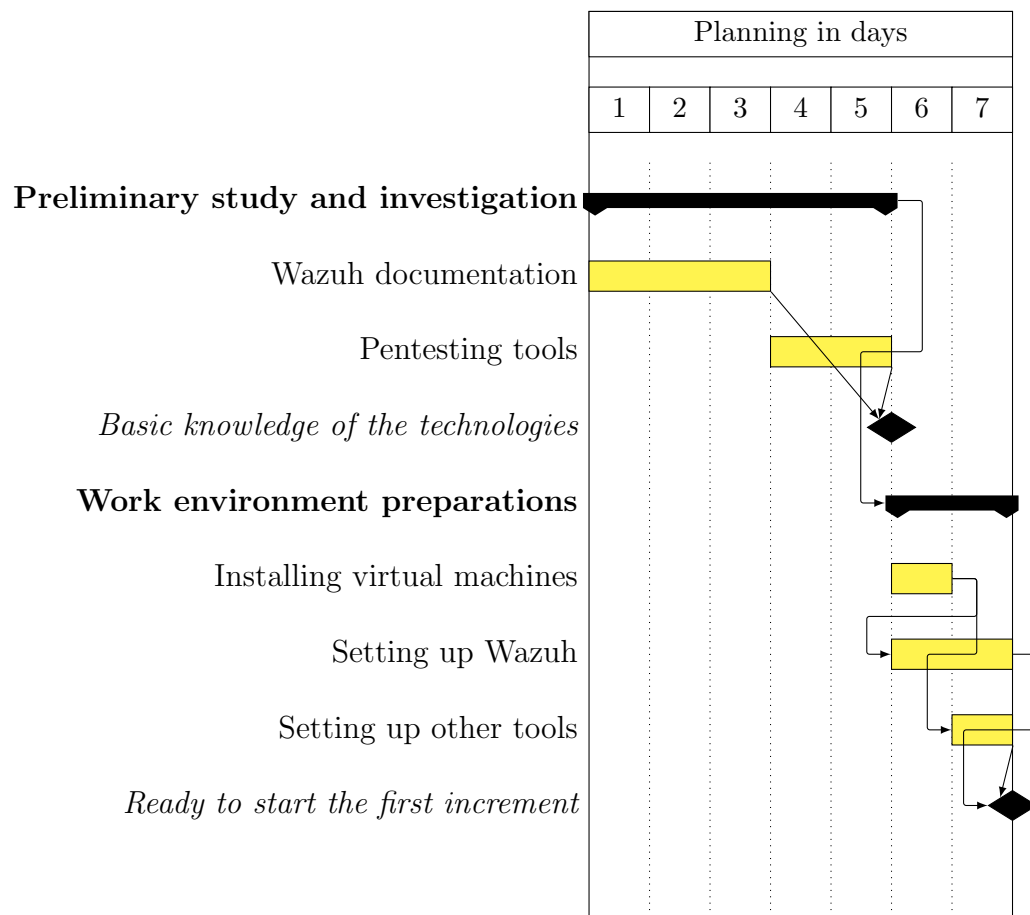 Planning in days
1 2 3 4 5 6 7
Preliminary study and investigation
Wazuh documentation
Pentesting tools
Basic knowledge of the technologies
Work environment preparations
Installing virtual machines
Setting up Wazuh
Setting up other tools
Ready to start the first increment